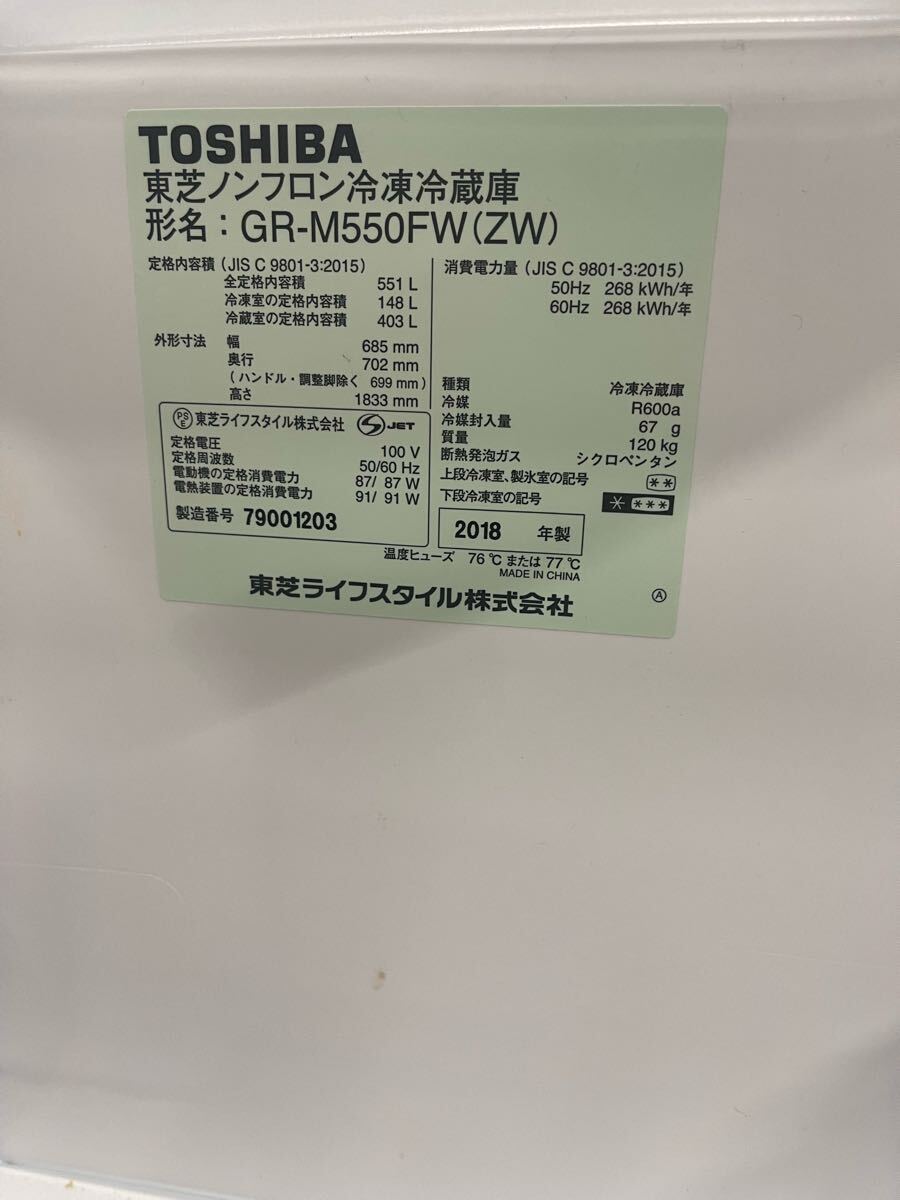 TOSHIBA
東芝ノンフロン冷凍冷蔵庫
形名：GR-M550FW(ZW)
定格内容積（JIS C 9801-3:2015）
全定格内容積 551 L
冷凍室の定格内容積 148 L
冷蔵室の定格内容積 403 L
外形寸法 幅 685 mm
奥行 702 mm
（ハンドル・調整脚除く 699 mm）
高さ 1833 mm
PSE 東芝ライフスタイル株式会社 S JET
定格電圧 100 V
定格周波数 50/60 Hz
電動機の定格消費電力 87/ 87 W
電熱装置の定格消費電力 91/ 91 W
製造番号 79001203
消費電力量（JIS C 9801-3:2015）
50Hz 268 kWh/年
60Hz 268 kWh/年
種類 冷凍冷蔵庫
冷媒 R600a
冷媒封入量 67 g
質量 120 kg
断熱発泡ガス シクロペンタン
上段冷凍室、製氷室の記号 **
下段冷凍室の記号 * ***
2018 年製
温度ヒューズ 76℃または77℃
MADE IN CHINA
東芝ライフスタイル株式会社 Ⓐ